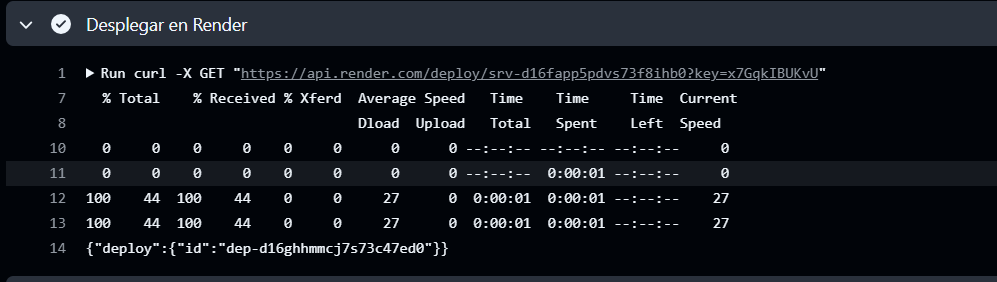 Desplegar en Render
1 Run curl -X GET "https://api.render.com/deploy/srv-d16fapp5pdvs73f8ihb0?key=x7GqkIBUKvU"
7 % Total % Received % Xferd Average Speed Time Time Time Current
8 Dload Upload Total Spent Left Speed
10 0 0 0 0 0 0 0 0 --:--:-- --:--:-- --:--:-- 0
11 0 0 0 0 0 0 0 0 --:--:-- 0:00:01 --:--:-- 0
12 100 44 100 44 0 0 27 0 0:00:01 0:00:01 --:--:-- 27
13 100 44 100 44 0 0 27 0 0:00:01 0:00:01 --:--:-- 27
14 {"deploy":{"id":"dep-d16ghhmmcj7s73c47ed0"}}